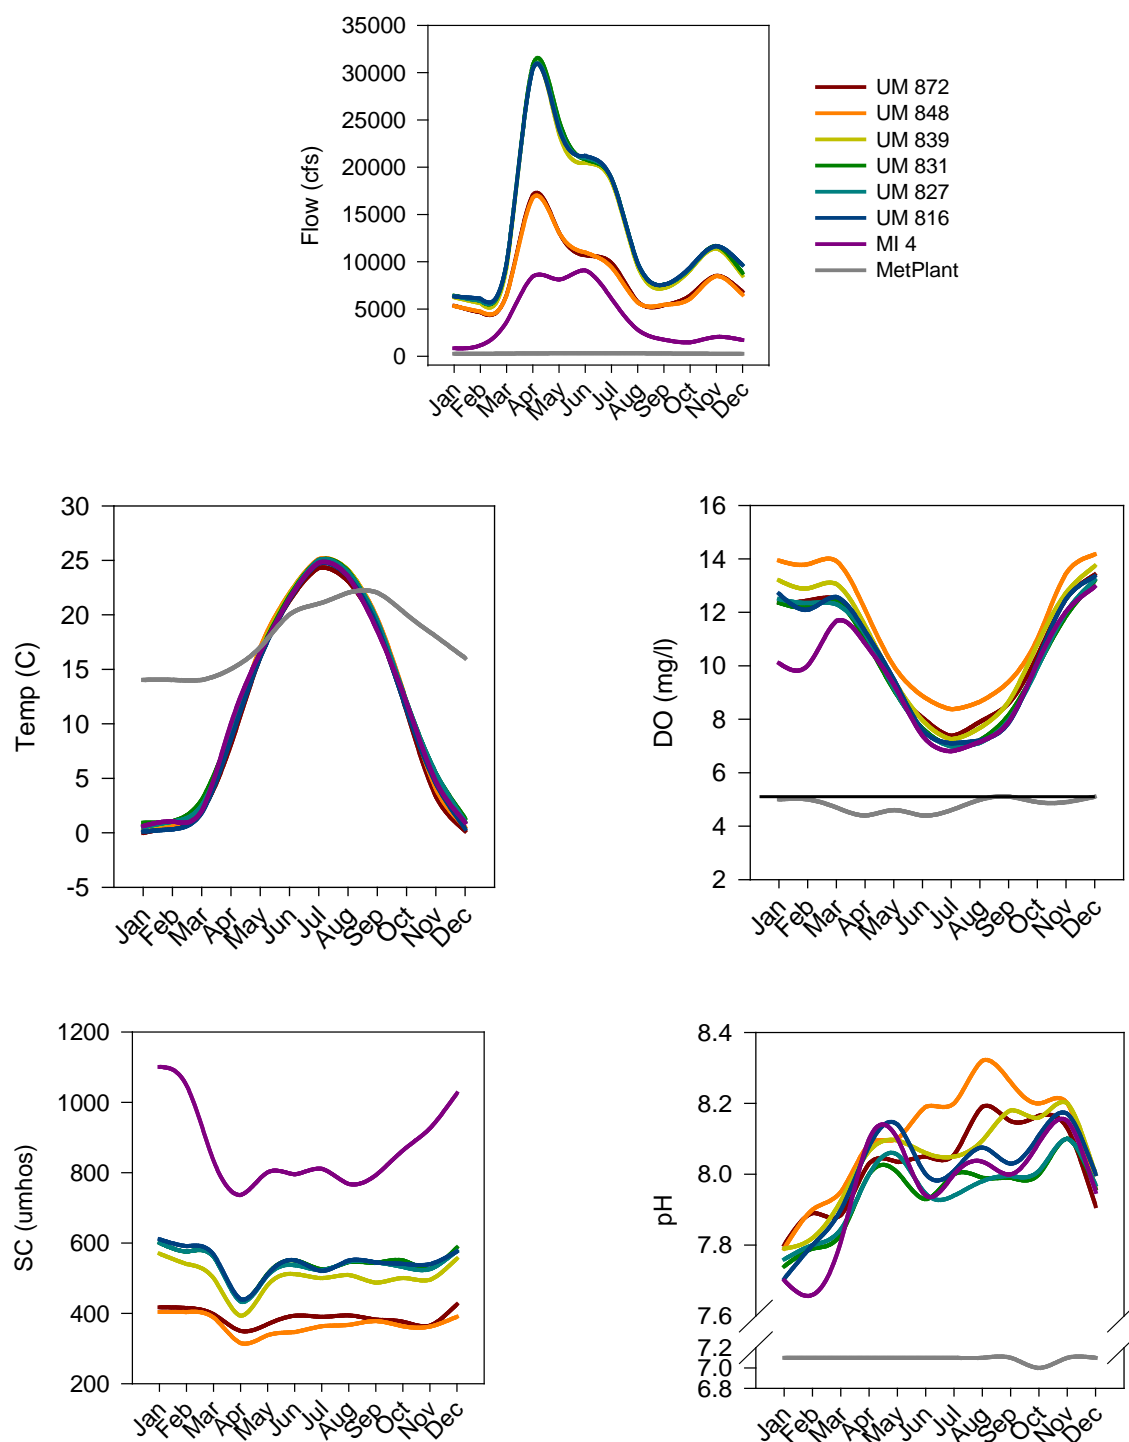 35000
30000
25000
20000
15000
10000
5000
0
Flow (cfs)
Jan
Feb
Mar
Apr
May
Jun
Jul
Aug
Sep
Oct
Nov
Dec
UM 872
UM 848
UM 839
UM 831
UM 827
UM 816
MI 4
MetPlant
30
25
20
15
10
5
0
-5
Temp (C)
Jan
Feb
Mar
Apr
May
Jun
Jul
Aug
Sep
Oct
Nov
Dec
16
14
12
10
8
6
4
2
DO (mg/l)
Jan
Feb
Mar
Apr
May
Jun
Jul
Aug
Sep
Oct
Nov
Dec
1200
1000
800
600
400
200
SC (umhos)
Jan
Feb
Mar
Apr
May
Jun
Jul
Aug
Sep
Oct
Nov
Dec
8.4
8.2
8.0
7.8
7.6
7.2
7.0
6.8
pH
Jan
Feb
Mar
Apr
May
Jun
Jul
Aug
Sep
Oct
Nov
Dec